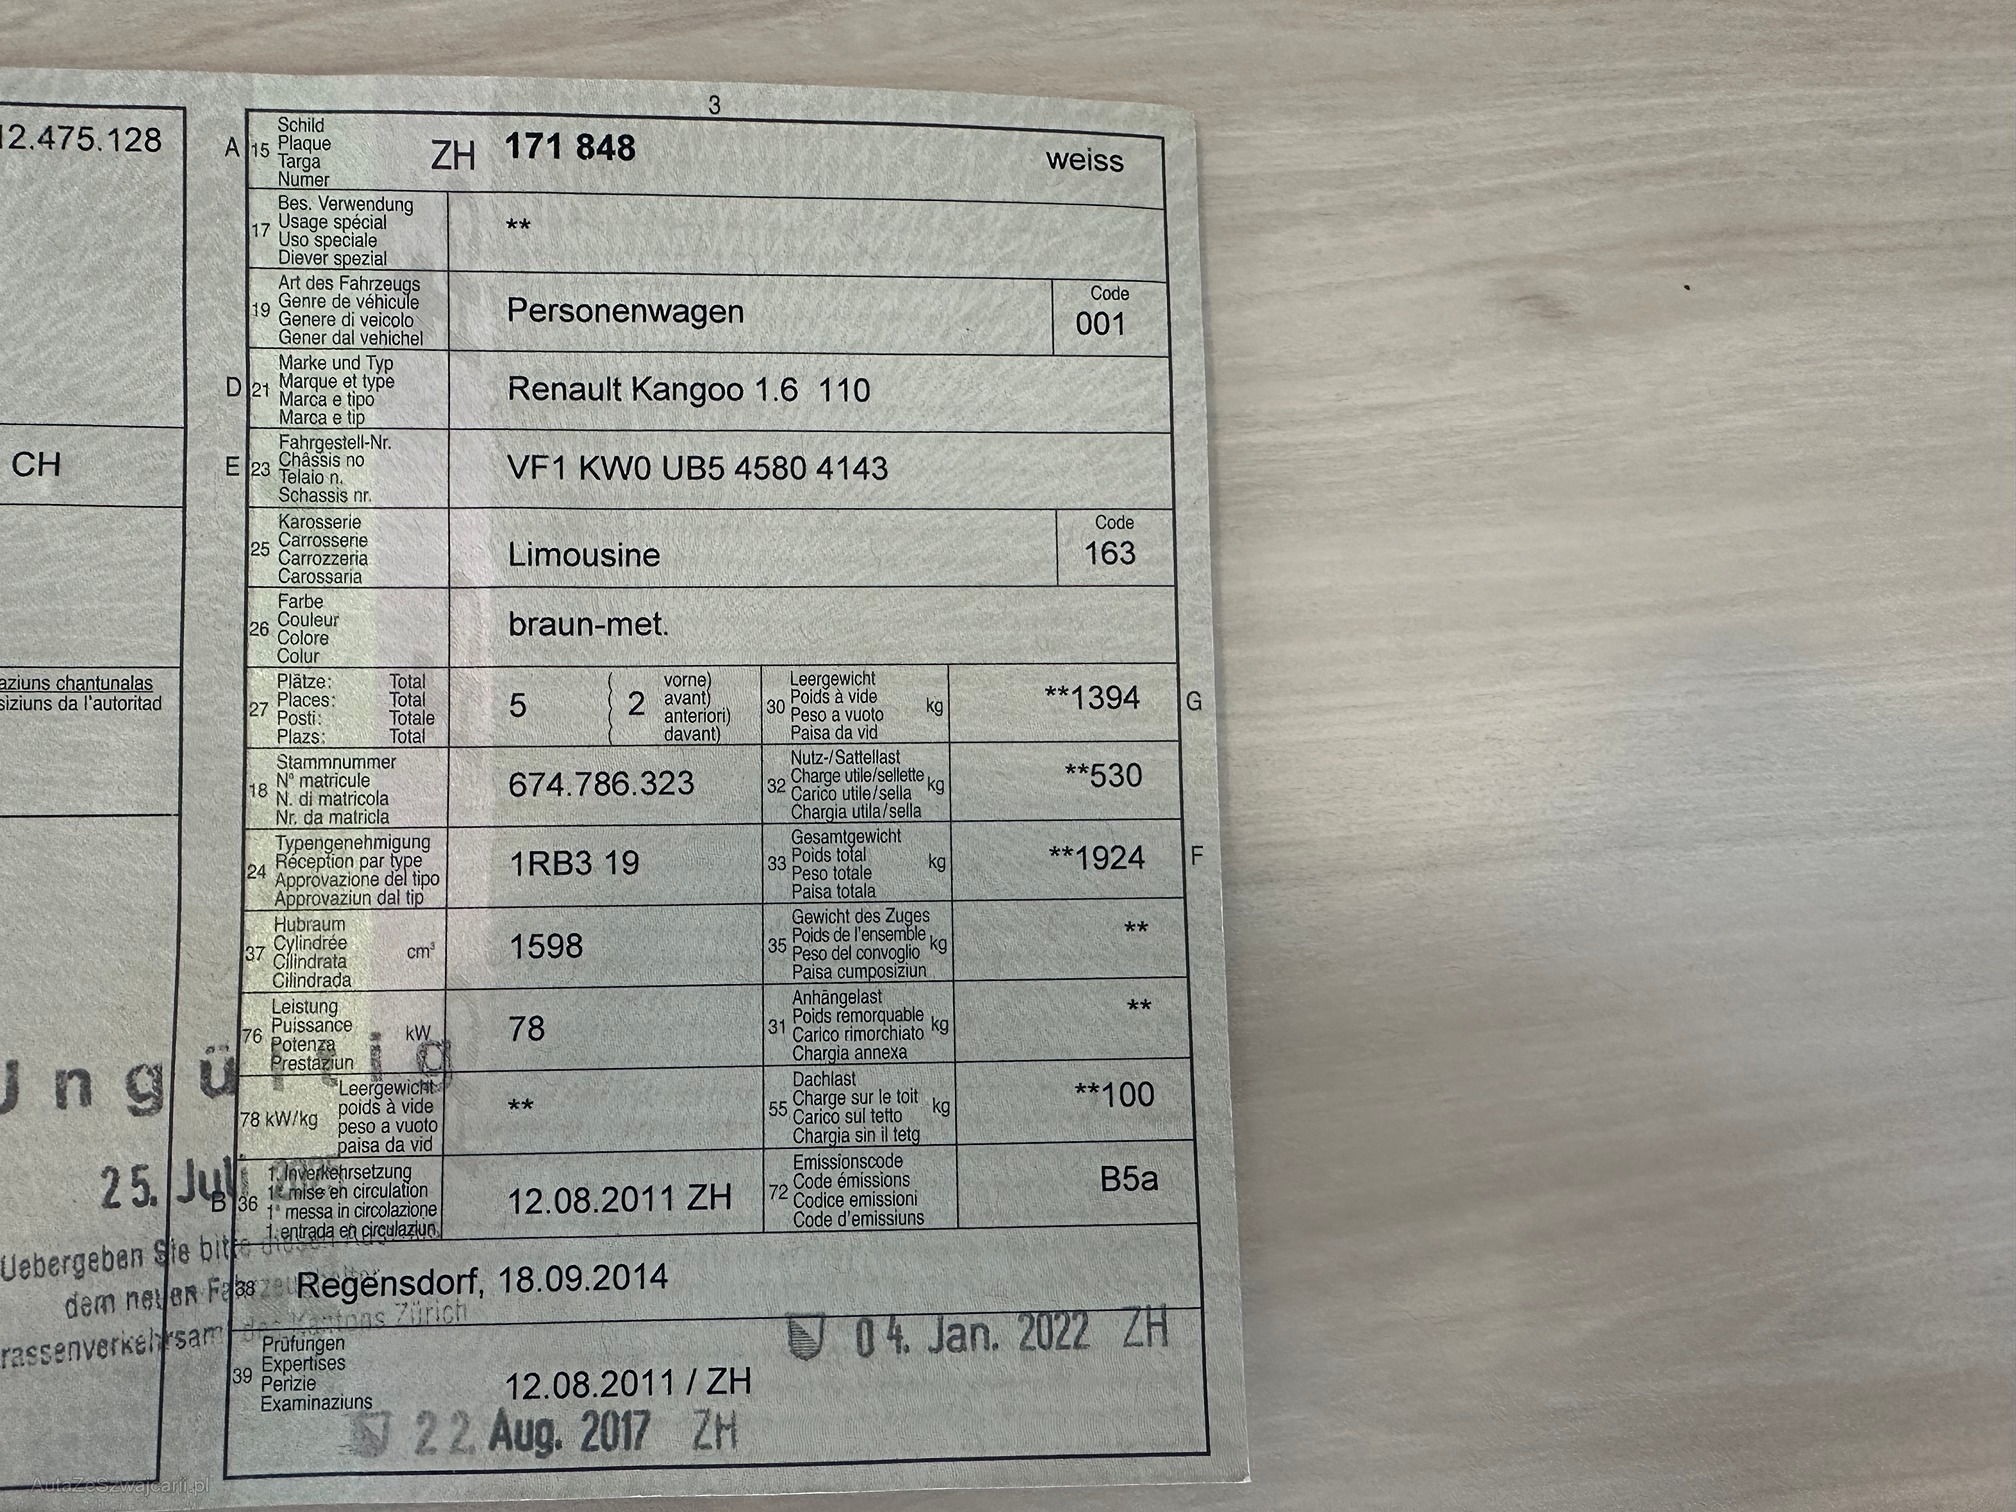 12.475.128
CH
aziuns chantunalas
siziuns da l'autoritad
3
A 15 Schild
Plaque
Targa
Numer
ZH 171 848 weiss
17 Bes. Verwendung
Usage spécial
Uso speciale
Diever spezial
**
19 Art des Fahrzeugs
Genre de véhicule
Genere di veicolo
Gener dal vehichel
Personenwagen
Code
001
D 21 Marke und Typ
Marque et type
Marca e tipo
Marca e tip
Renault Kangoo 1.6 110
E 23 Fahrgestell-Nr.
Châssis no
Telaio n.
Schassis nr.
VF1 KW0 UB5 4580 4143
25 Karosserie
Carrosserie
Carrozzeria
Carossaria
Limousine
Code
163
26 Farbe
Couleur
Colore
Colur
braun-met.
27 Plätze: Total
Places: Total
Posti: Totale
Plazs: Total
5 ( 2 vorne)
avant)
anteriori)
davant)
30 Leergewicht
Poids à vide
Peso a vuoto
Paisa da vid
kg
**1394 G
18 Stammnummer
N° matricule
N. di matricola
Nr. da matricla
674.786.323
32 Nutz-/Sattellast
Charge utile/sellette
Carico utile/sella
Chargia utila/sella
kg
**530
24 Typengenehmigung
Réception par type
Approvazione del tipo
Approvaziun dal tip
1RB3 19
33 Gesamtgewicht
Poids total
Peso totale
Paisa totala
kg
**1924 F
37 Hubraum
Cylindrée
Cilindrata
Cilindrada
cm³
1598
35 Gewicht des Zuges
Poids de l'ensemble
Peso del convoglio
Paisa cumposiziun
kg
**
76 Leistung
Puissance
Potenza
Prestaziun
kW
78
31 Anhängelast
Poids remorquable
Carico rimorchiato
Chargia annexa
kg
**
78 kW/kg Leergewicht
poids à vide
peso a vuoto
paisa da vid
**
55 Dachlast
Charge sur le toit
Carico sul tetto
Chargia sin il tetg
kg
**100
B 36 1. Inverkehrsetzung
1re mise en circulation
1a messa in circolazione
1. entrada en circulaziun
12.08.2011 ZH
72 Emissionscode
Code émissions
Codice emissioni
Code d'emissiuns
B5a
Ungültig
25. Juli
Uebergeben Sie bitte diesen
dem neuen
rassenverkehrsamt des Kantons Zürich
38 Regensdorf, 18.09.2014
04. Jan. 2022 ZH
39 Prüfungen
Expertises
Perizie
Examinaziuns
12.08.2011 / ZH
22. Aug. 2017 ZH
AutaZeSzwajcarii.pl